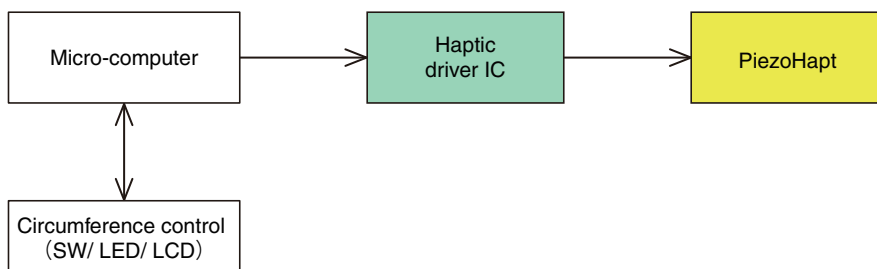 Micro-computer
Haptic
driver IC
PiezoHapt
Circumference control
（SW/ LED/ LCD）